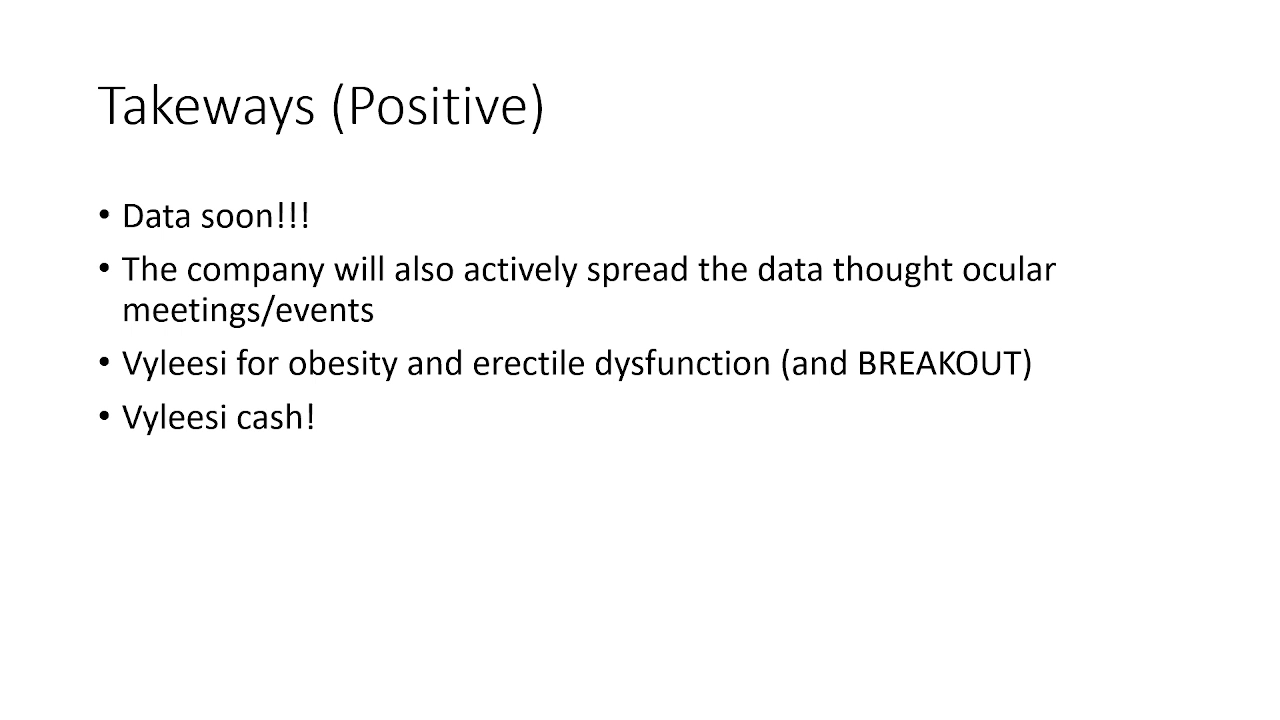 Takeways (Positive)
• Data soon!!!
• The company will also actively spread the data thought ocular
meetings/events
• Vyleesi for obesity and erectile dysfunction (and BREAKOUT)
• Vyleesi cash!